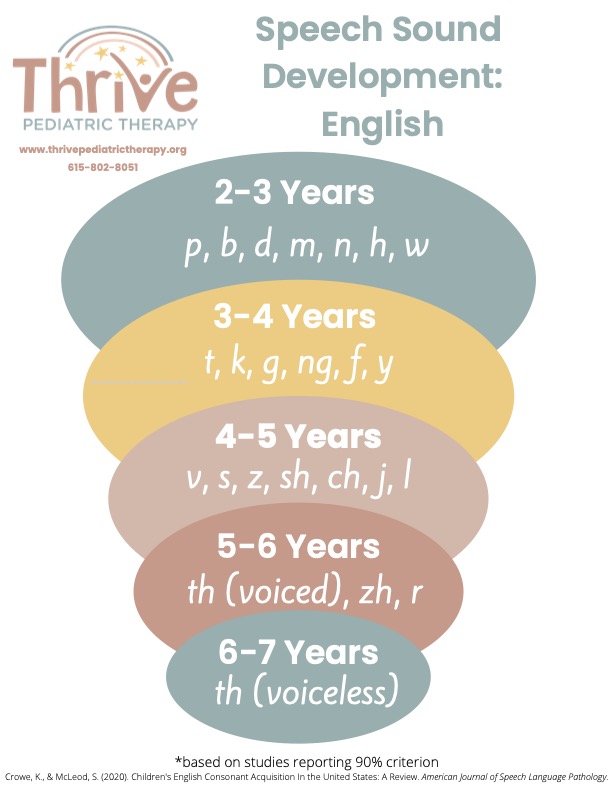 Thrive
PEDIATRIC THERAPY
www.thrivepediatrictherapy.org
615-802-8051
Speech Sound
Development:
English
2-3 Years
p, b, d, m, n, h, w
3-4 Years
t, k, g, ng, f, y
4-5 Years
v, s, z, sh, ch, j, l
5-6 Years
th (voiced), zh, r
6-7 Years
th (voiceless)
*based on studies reporting 90% criterion
Crowe, K., & McLeod, S. (2020). Children's English Consonant Acquisition In the United States: A Review. American Journal of Speech Language Pathology.